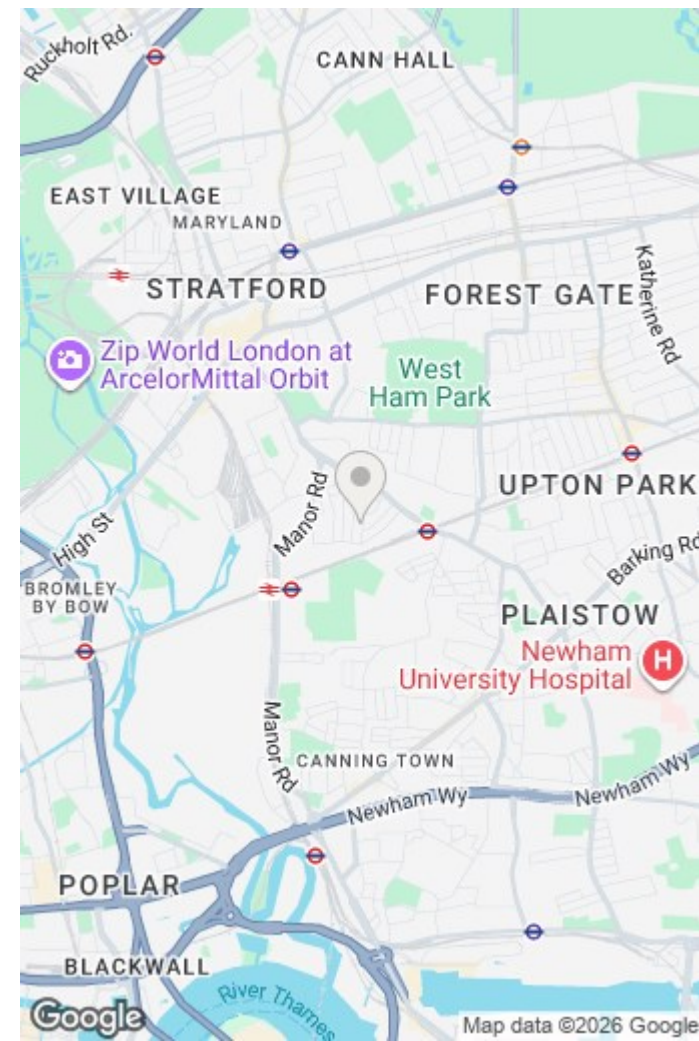 Ruckholt Rd.
CANN HALL
EAST VILLAGE
MARYLAND
STRATFORD
FOREST GATE
Katherine Rd
Zip World London at
ArcelorMittal Orbit
West
Ham Park
Manor Rd
UPTON PARK
High St
Barking Rd
BROMLEY
BY BOW
PLAISTOW
Newham
University Hospital
H
Manor Rd
CANNING TOWN
Newham Wy
Newham Wy
POPLAR
BLACKWALL
River Thames
Google
Map data ©2026 Google